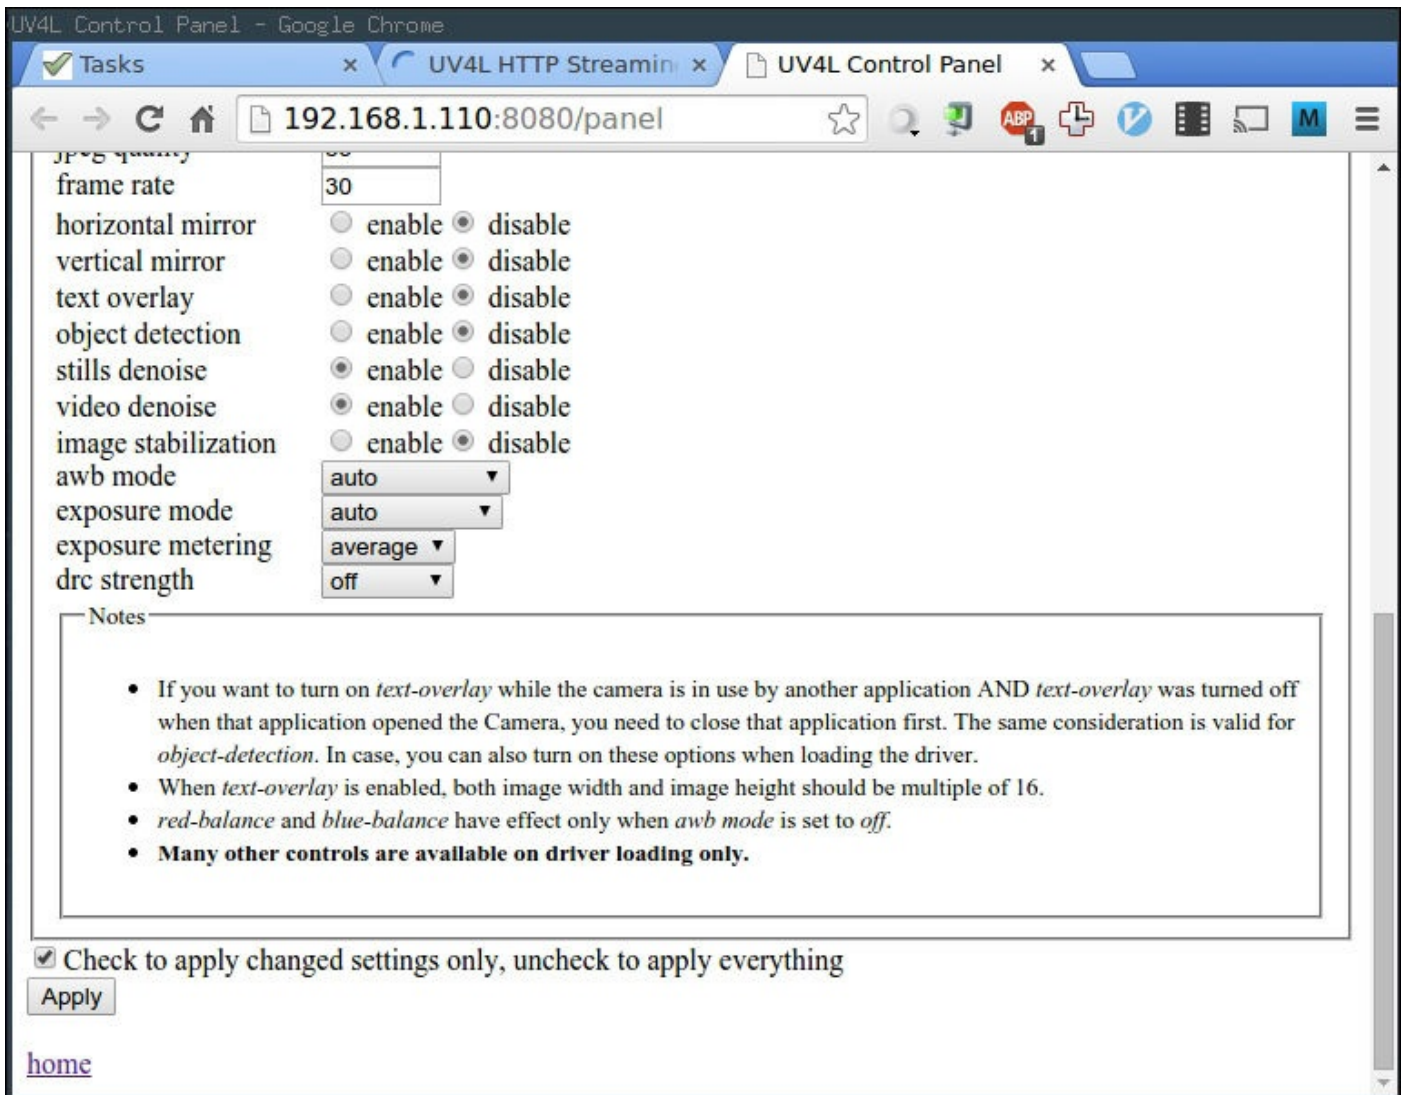 UV4L Control Panel - Google Chrome
Tasks × UV4L HTTP Streamin × UV4L Control Panel ×
192.168.1.110:8080/panel ABP 1 M
jpeg quality
frame rate 30
horizontal mirror enable disable
vertical mirror enable disable
text overlay enable disable
object detection enable disable
stills denoise enable disable
video denoise enable disable
image stabilization enable disable
awb mode auto
exposure mode auto
exposure metering average
drc strength off
Notes
• If you want to turn on text-overlay while the camera is in use by another application AND text-overlay was turned off
when that application opened the Camera, you need to close that application first. The same consideration is valid for
object-detection. In case, you can also turn on these options when loading the driver.
• When text-overlay is enabled, both image width and image height should be multiple of 16.
• red-balance and blue-balance have effect only when awb mode is set to off.
• Many other controls are available on driver loading only.
Check to apply changed settings only, uncheck to apply everything
Apply
home